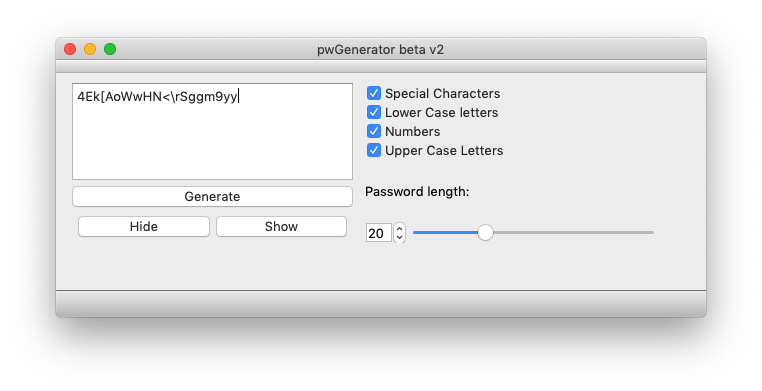 pwGenerator beta v2
4Ek[AoWwHN<\rSggm9yy
Special Characters
Lower Case letters
Numbers
Upper Case Letters
Generate
Password length:
Hide
Show
20